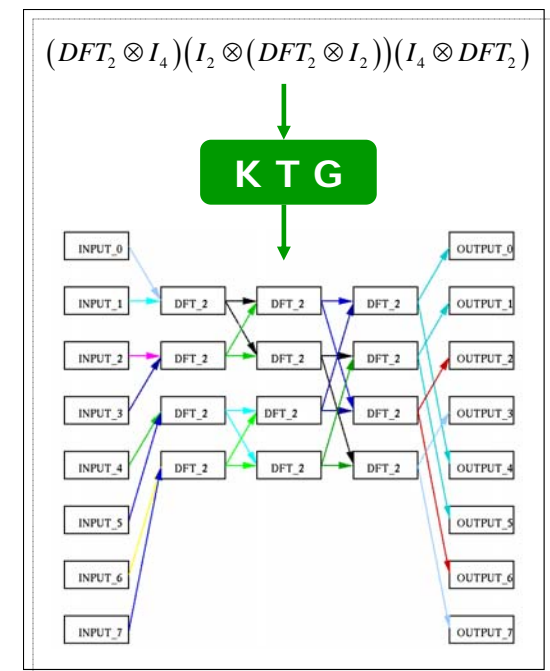 (DFT₂ ⊗ I₄)(I₂ ⊗ (DFT₂ ⊗ I₂))(I₄ ⊗ DFT₂)
K T G
INPUT_0 OUTPUT_0
INPUT_1 DFT_2 DFT_2 DFT_2 OUTPUT_1
INPUT_2 DFT_2 DFT_2 DFT_2 OUTPUT_2
INPUT_3 DFT_2 DFT_2 DFT_2 OUTPUT_3
INPUT_4 DFT_2 DFT_2 DFT_2 OUTPUT_4
INPUT_5 OUTPUT_5
INPUT_6 OUTPUT_6
INPUT_7 OUTPUT_7